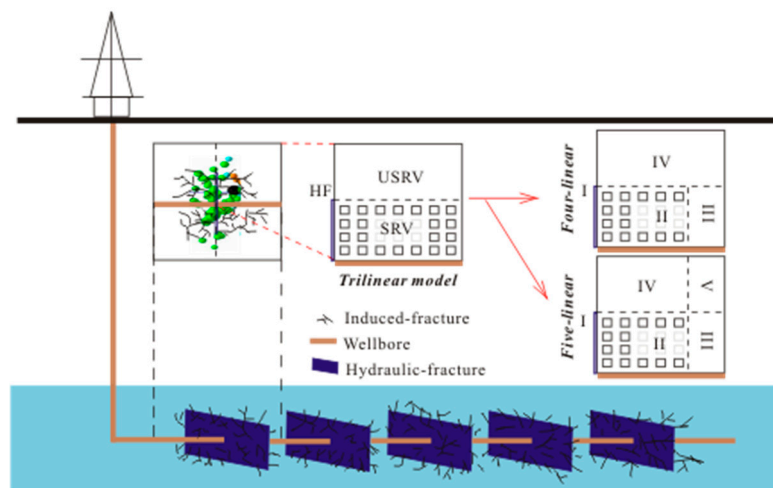 USRV
HF
SRV
Trilinear model
IV
I
II
III
Four-linear
IV
V
I
II
III
Five-linear
Induced-fracture
Wellbore
Hydraulic-fracture